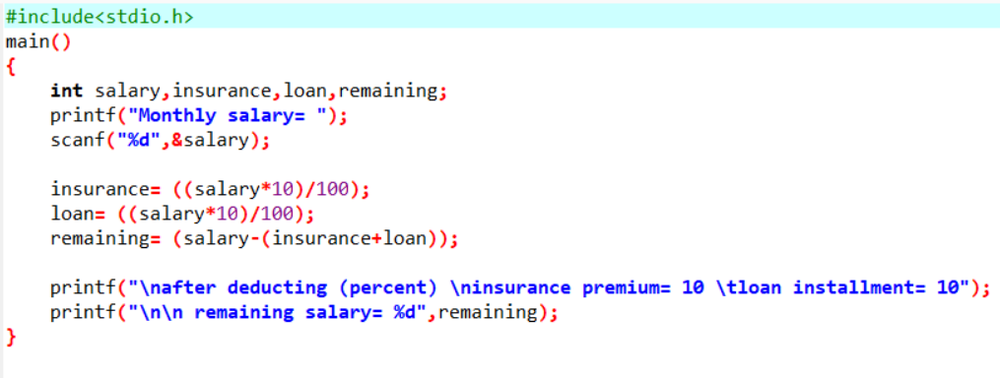 #include<stdio.h>
main()
{
    int salary,insurance,loan,remaining;
    printf("Monthly salary= ");
    scanf("%d",&salary);

    insurance= ((salary*10)/100);
    loan= ((salary*10)/100);
    remaining= (salary-(insurance+loan));

    printf("\nafter deducting (percent) \ninsurance premium= 10 \tloan installment= 10");
    printf("\n\n remaining salary= %d",remaining);
}